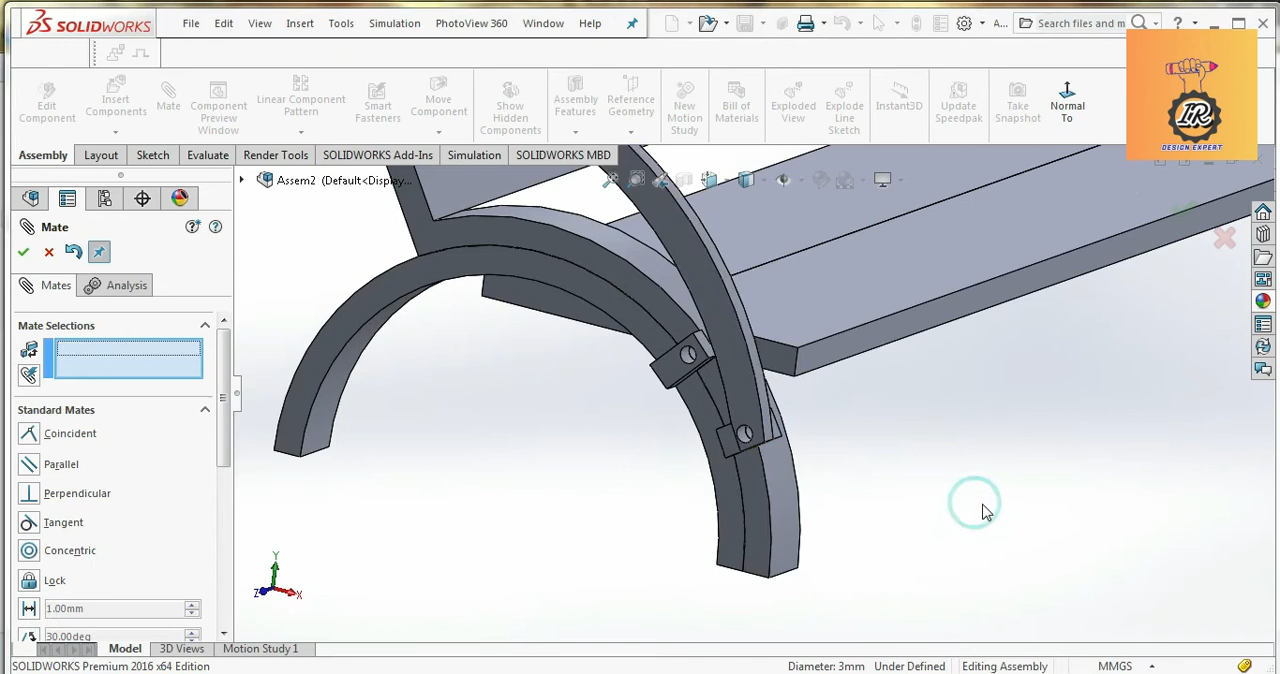 SOLIDWORKS File Edit View Insert Tools Simulation PhotoView 360 Window Help A... Search files and m ?
Edit Component
Insert Components
Mate
Component Preview Window
Linear Component Pattern
Smart Fasteners
Move Component
Show Hidden Components
Assembly Features
Reference Geometry
New Motion Study
Bill of Materials
Exploded View
Explode Line Sketch
Instant3D
Update Speedpak
Take Snapshot
Normal To
IR
DESIGN EXPERT
Assembly Layout Sketch Evaluate Render Tools SOLIDWORKS Add-Ins Simulation SOLIDWORKS MBD
Assem2 (Default<Display...
Mate
Mates Analysis
Mate Selections
Standard Mates
Coincident
Parallel
Perpendicular
Tangent
Concentric
Lock
1.00mm
30.00deg
Y
Z X
Model 3D Views Motion Study 1
SOLIDWORKS Premium 2016 x64 Edition Diameter: 3mm Under Defined Editing Assembly MMGS